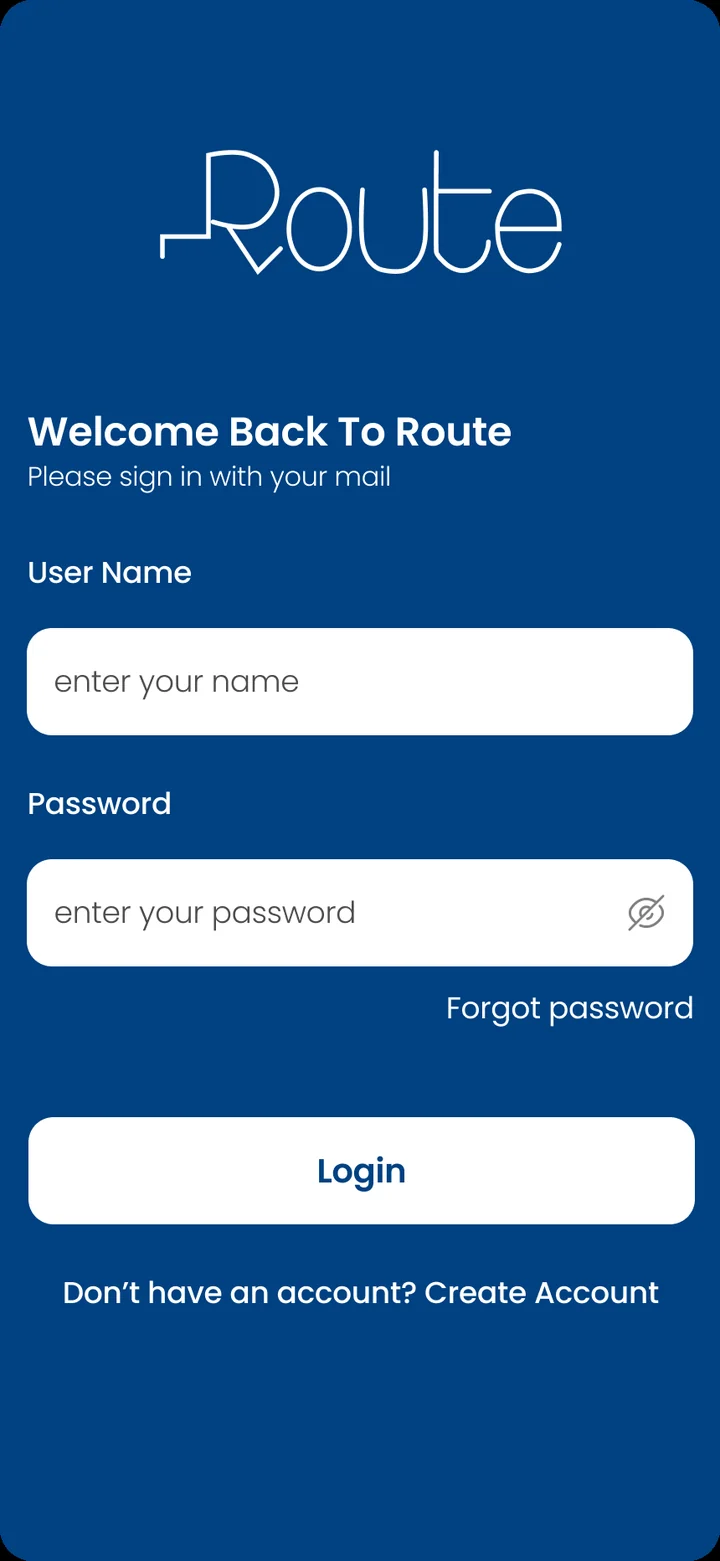 Route
Welcome Back To Route
Please sign in with your mail
User Name
enter your name
Password
enter your password
Forgot password
Login
Don’t have an account? Create Account